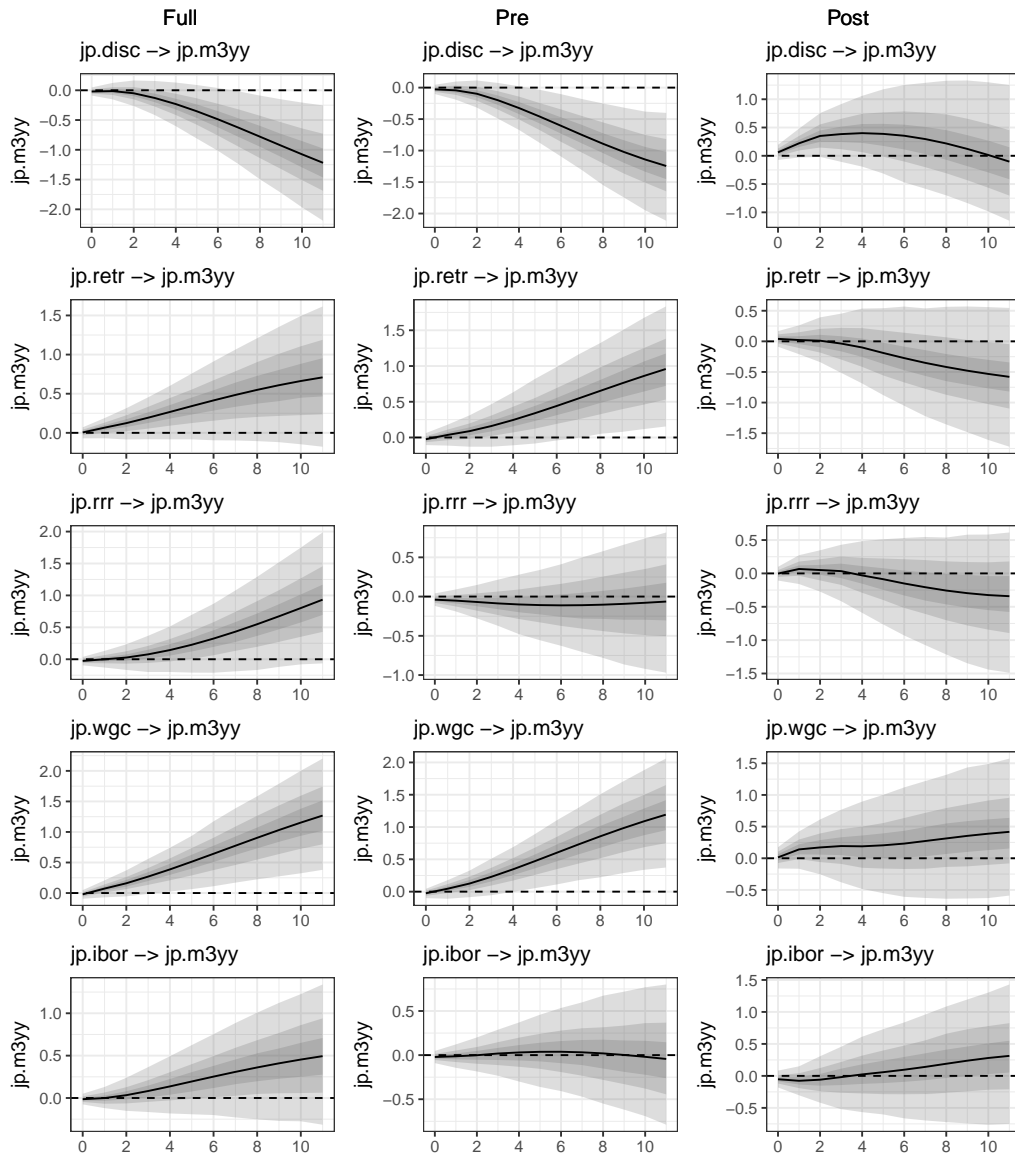 Full Pre Post
jp.disc −> jp.m3yy jp.disc −> jp.m3yy jp.disc −> jp.m3yy
jp.m3yy jp.m3yy jp.m3yy
0.0 −0.5 −1.0 −1.5 −2.0
0.0 −0.5 −1.0 −1.5 −2.0
1.0 0.5 0.0 −0.5 −1.0
0 2 4 6 8 10 0 2 4 6 8 10 0 2 4 6 8 10
jp.retr −> jp.m3yy jp.retr −> jp.m3yy jp.retr −> jp.m3yy
jp.m3yy jp.m3yy jp.m3yy
1.5 1.0 0.5 0.0
1.5 1.0 0.5 0.0
0.5 0.0 −0.5 −1.0 −1.5
0 2 4 6 8 10 0 2 4 6 8 10 0 2 4 6 8 10
jp.rrr −> jp.m3yy jp.rrr −> jp.m3yy jp.rrr −> jp.m3yy
jp.m3yy jp.m3yy jp.m3yy
2.0 1.5 1.0 0.5 0.0
0.5 0.0 −0.5 −1.0
0.5 0.0 −0.5 −1.0 −1.5
0 2 4 6 8 10 0 2 4 6 8 10 0 2 4 6 8 10
jp.wgc −> jp.m3yy jp.wgc −> jp.m3yy jp.wgc −> jp.m3yy
jp.m3yy jp.m3yy jp.m3yy
2.0 1.5 1.0 0.5 0.0
2.0 1.5 1.0 0.5 0.0
1.5 1.0 0.5 0.0 −0.5
0 2 4 6 8 10 0 2 4 6 8 10 0 2 4 6 8 10
jp.ibor −> jp.m3yy jp.ibor −> jp.m3yy jp.ibor −> jp.m3yy
jp.m3yy jp.m3yy jp.m3yy
1.0 0.5 0.0
0.5 0.0 −0.5
1.5 1.0 0.5 0.0 −0.5
0 2 4 6 8 10 0 2 4 6 8 10 0 2 4 6 8 10